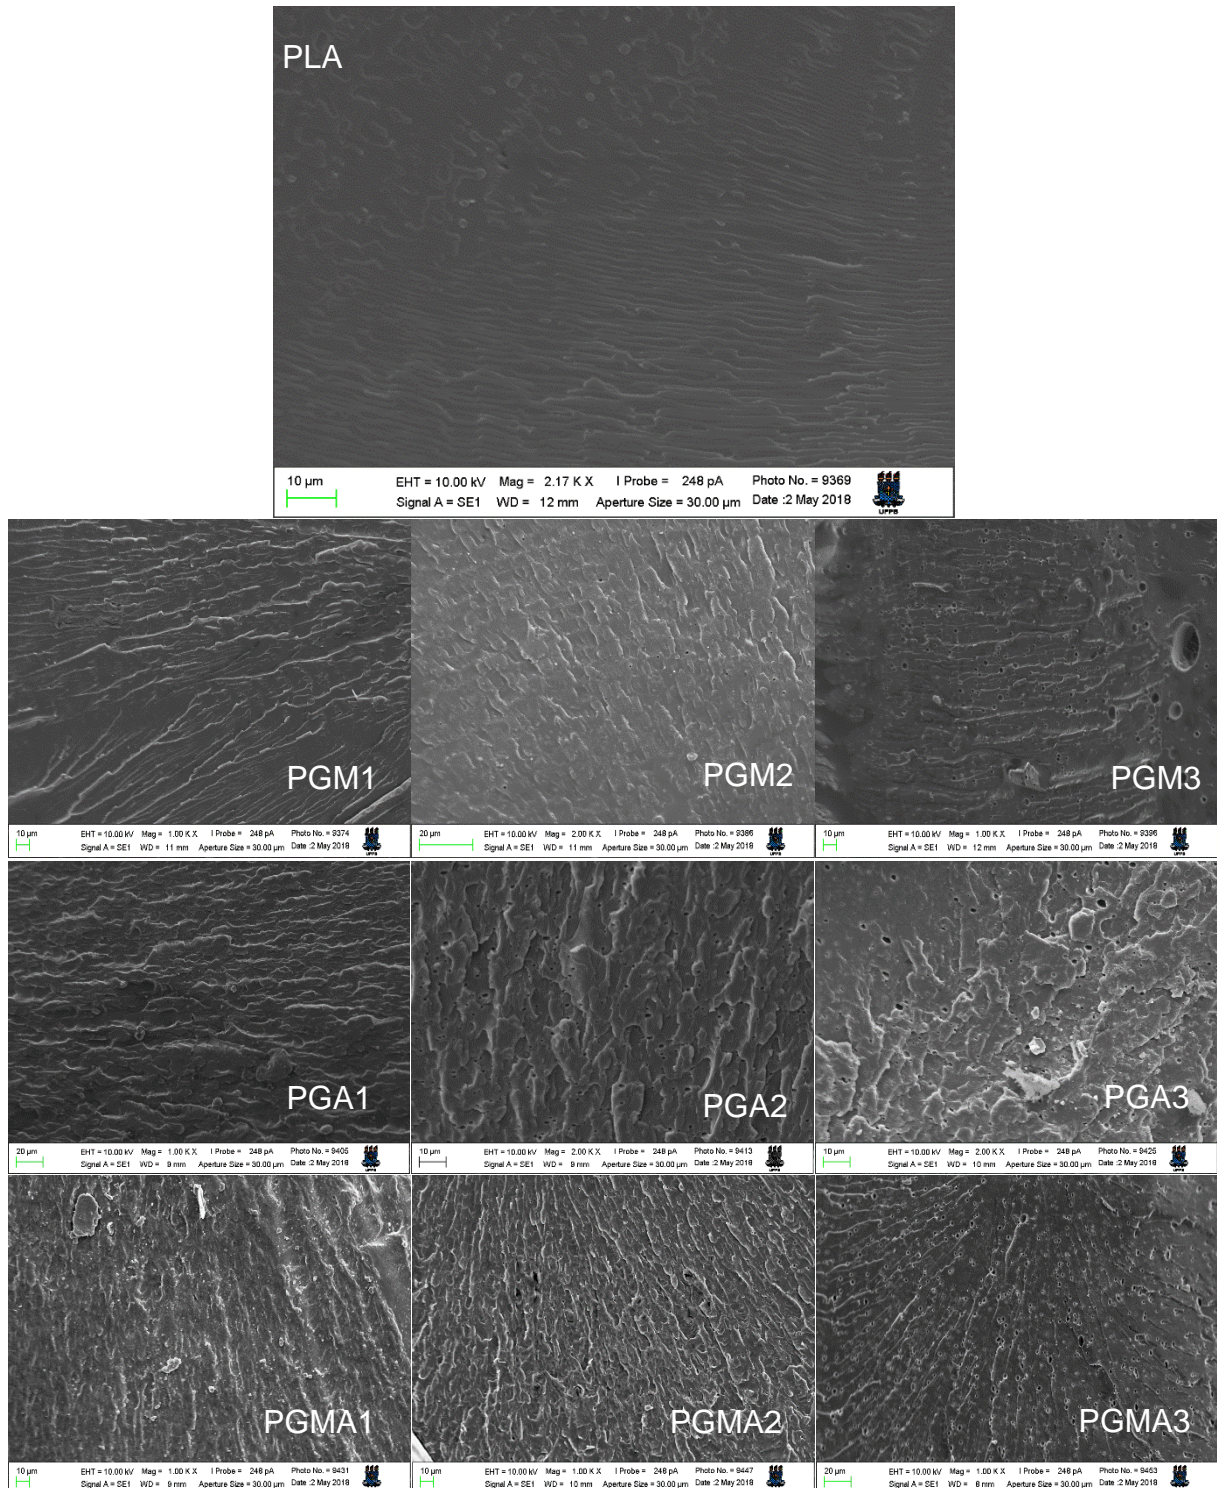 PLA
10 µm EHT = 10.00 kV Mag = 2.17 K X I Probe = 248 pA Photo No. = 9369
Signal A = SE1 WD = 12 mm Aperture Size = 30.00 µm Date :2 May 2018
UFPB
PGM1 PGM2 PGM3
10 µm EHT = 10.00 kV Mag = 1.00 K X I Probe = 248 pA Photo No. = 9374
Signal A = SE1 WD = 11 mm Aperture Size = 30.00 µm Date :2 May 2018
UFPB
20 µm EHT = 10.00 kV Mag = 2.00 K X I Probe = 248 pA Photo No. = 9386
Signal A = SE1 WD = 11 mm Aperture Size = 30.00 µm Date :2 May 2018
UFPB
10 µm EHT = 10.00 kV Mag = 1.00 K X I Probe = 248 pA Photo No. = 9396
Signal A = SE1 WD = 12 mm Aperture Size = 30.00 µm Date :2 May 2018
UFPB
PGA1 PGA2 PGA3
20 µm EHT = 10.00 kV Mag = 1.00 K X I Probe = 248 pA Photo No. = 9405
Signal A = SE1 WD = 9 mm Aperture Size = 30.00 µm Date :2 May 2018
UFPB
10 µm EHT = 10.00 kV Mag = 2.00 K X I Probe = 248 pA Photo No. = 9413
Signal A = SE1 WD = 9 mm Aperture Size = 30.00 µm Date :2 May 2018
UFPB
10 µm EHT = 10.00 kV Mag = 2.00 K X I Probe = 248 pA Photo No. = 9425
Signal A = SE1 WD = 10 mm Aperture Size = 30.00 µm Date :2 May 2018
UFPB
PGMA1 PGMA2 PGMA3
10 µm EHT = 10.00 kV Mag = 1.00 K X I Probe = 248 pA Photo No. = 9431
Signal A = SE1 WD = 9 mm Aperture Size = 30.00 µm Date :2 May 2018
10 µm EHT = 10.00 kV Mag = 1.00 K X I Probe = 248 pA Photo No. = 9447
Signal A = SE1 WD = 10 mm Aperture Size = 30.00 µm Date :2 May 2018
20 µm EHT = 10.00 kV Mag = 1.00 K X I Probe = 248 pA Photo No. = 9453
Signal A = SE1 WD = 8 mm Aperture Size = 30.00 µm Date :2 May 2018